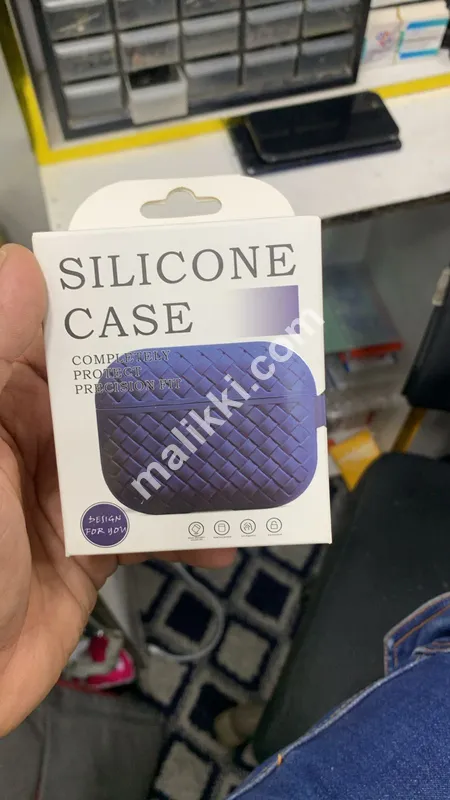 SILICONE
CASE
COMPLETELY
PROTECT
PRECISION FIT
malikki.com
DESIGN
FOR YOU